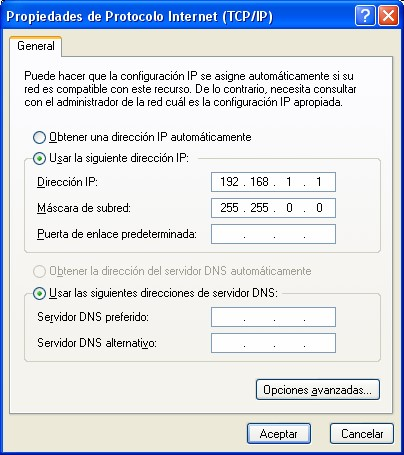 Propiedades de Protocolo Internet (TCP/IP)
General
Puede hacer que la configuración IP se asigne automáticamente si su
red es compatible con este recurso. De lo contrario, necesita consultar
con el administrador de la red cuál es la configuración IP apropiada.
Obtener una dirección IP automáticamente
Usar la siguiente dirección IP:
Dirección IP: 192 . 168 . 1 . 1
Máscara de subred: 255 . 255 . 0 . 0
Puerta de enlace predeterminada: . . .
Obtener la dirección del servidor DNS automáticamente
Usar las siguientes direcciones de servidor DNS:
Servidor DNS preferido: . . .
Servidor DNS alternativo: . . .
Opciones avanzadas...
Aceptar Cancelar